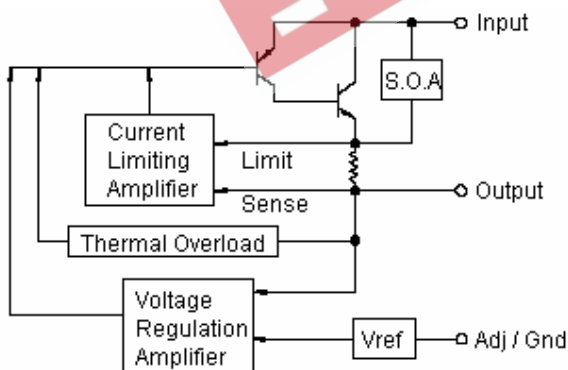 Input
S.O.A
Current
Limiting
Amplifier
Limit
Sense
Output
Thermal Overload
Voltage
Regulation
Amplifier
Vref
Adj / Gnd